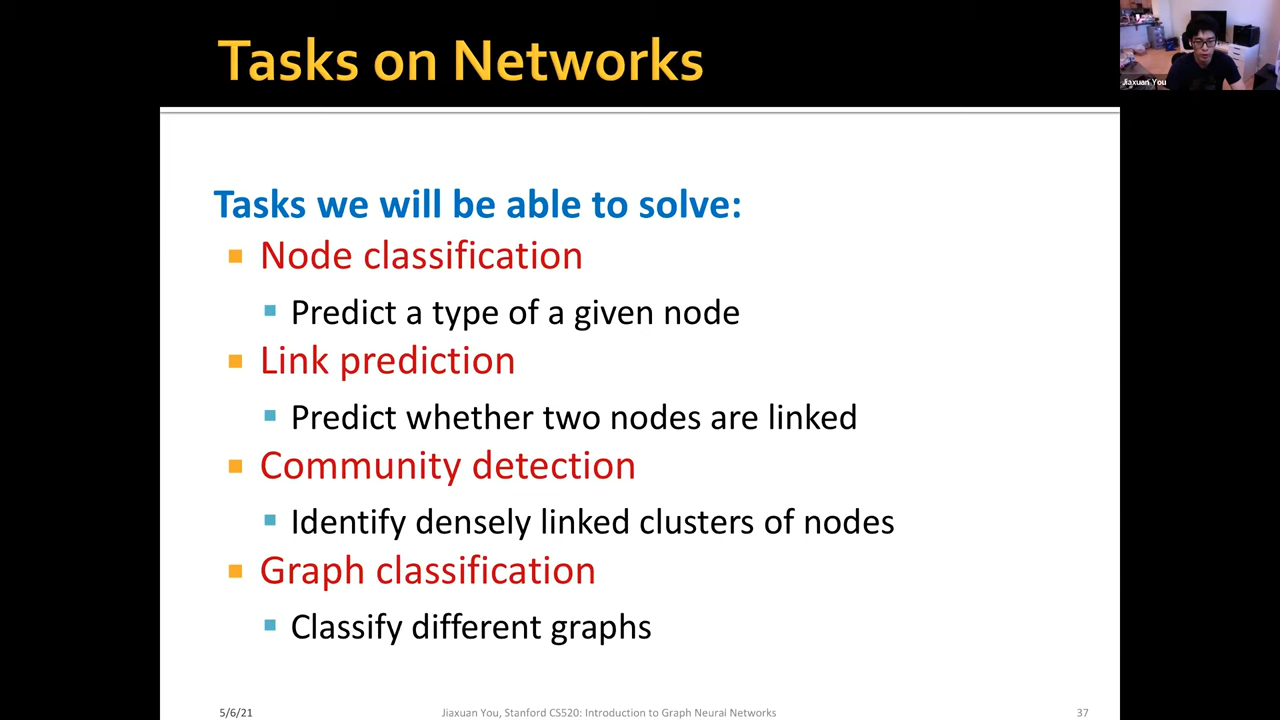 Tasks on Networks
Jiaxuan You
Tasks we will be able to solve:
Node classification
Predict a type of a given node
Link prediction
Predict whether two nodes are linked
Community detection
Identify densely linked clusters of nodes
Graph classification
Classify different graphs
5/6/21
Jiaxuan You, Stanford CS520: Introduction to Graph Neural Networks
37